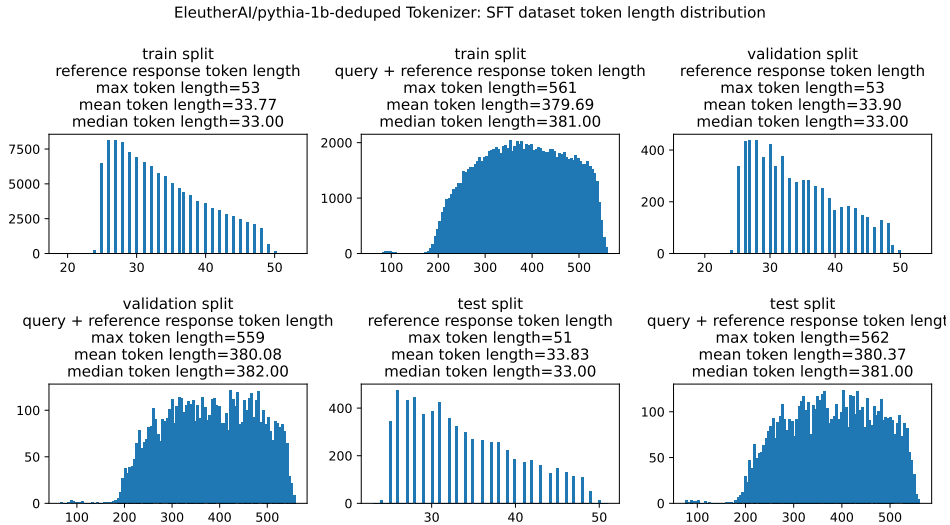 EleutherAI/pythia-1b-deduped Tokenizer: SFT dataset token length distribution
train split
reference response token length
max token length=53
mean token length=33.77
median token length=33.00
7500
5000
2500
0
20 30 40 50
train split
query + reference response token length
max token length=561
mean token length=379.69
median token length=381.00
2000
1000
0
100 200 300 400 500
validation split
reference response token length
max token length=53
mean token length=33.90
median token length=33.00
400
200
0
20 30 40 50
validation split
query + reference response token length
max token length=559
mean token length=380.08
median token length=382.00
100
50
0
100 200 300 400 500
test split
reference response token length
max token length=51
mean token length=33.83
median token length=33.00
400
200
0
30 40 50
test split
query + reference response token lengt
max token length=562
mean token length=380.37
median token length=381.00
100
50
0
100 200 300 400 500